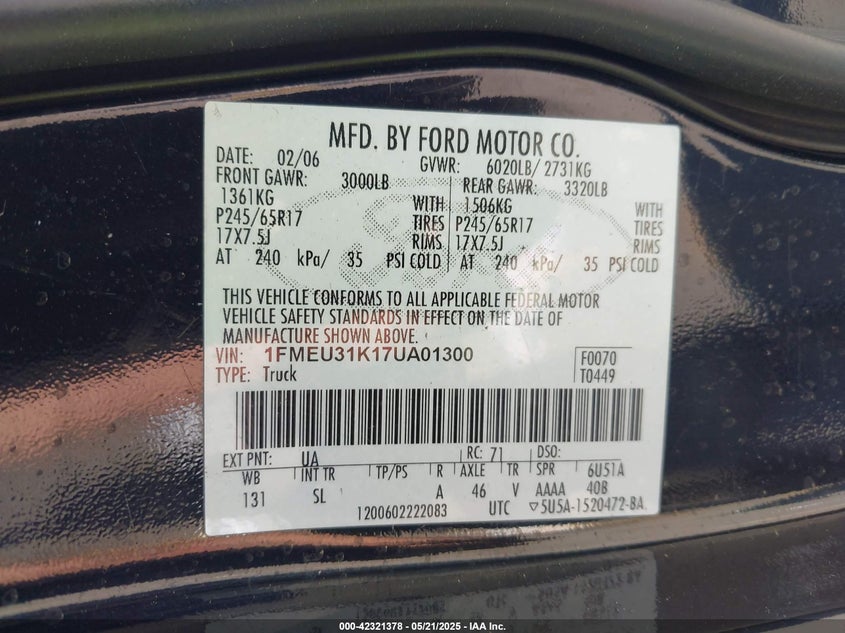 MFD. BY FORD MOTOR CO.
DATE: 02/06 GVWR: 6020LB/ 2731KG
FRONT GAWR: 3000LB REAR GAWR: 3320LB
1361KG WITH 1506KG WITH
P245/65R17 TIRES P245/65R17 TIRES
17X7.5J RIMS 17X7.5J RIMS
AT 240 kPa/ 35 PSI COLD AT 240 kPa/ 35 PSI COLD
THIS VEHICLE CONFORMS TO ALL APPLICABLE FEDERAL MOTOR
VEHICLE SAFETY STANDARDS IN EFFECT ON THE DATE OF
MANUFACTURE SHOWN ABOVE.
VIN: 1FMEU31K17UA01300 F0070
TYPE: Truck T0449
EXT PNT: UA RC: 71 DSO:
WB INT TR TP/PS R AXLE TR SPR 6U51A
131 SL A 46 V AAAA 40B
1200602222083 UTC ▽5U5A-1520472-BA
000-42321378 - 05/21/2025 - IAA Inc.